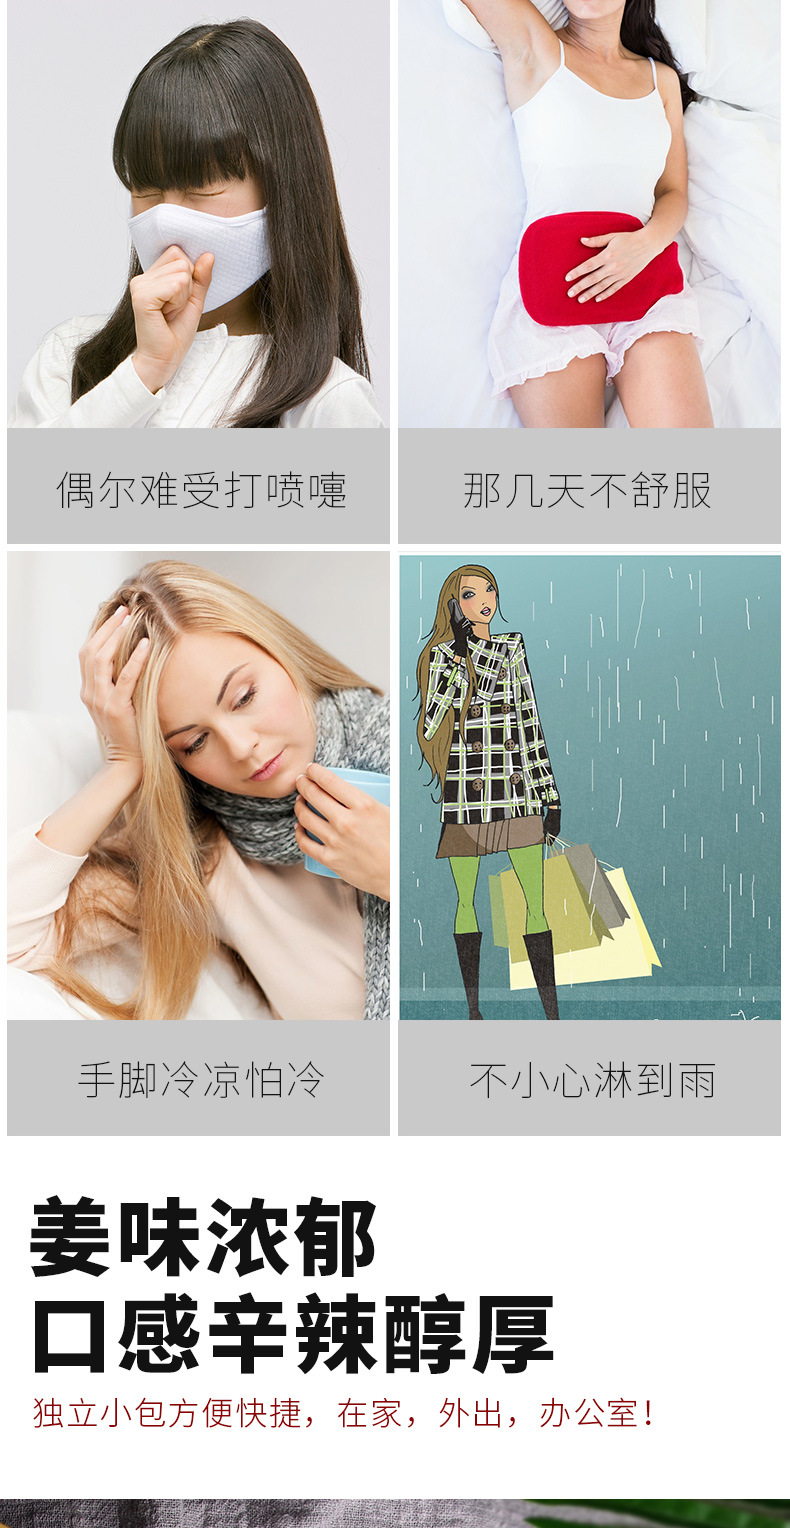 偶尔难受打喷嚏
那几天不舒服
手脚冷凉怕冷
不小心淋到雨
姜味浓郁
口感辛辣醇厚
独立小包方便快捷，在家，外出，办公室！